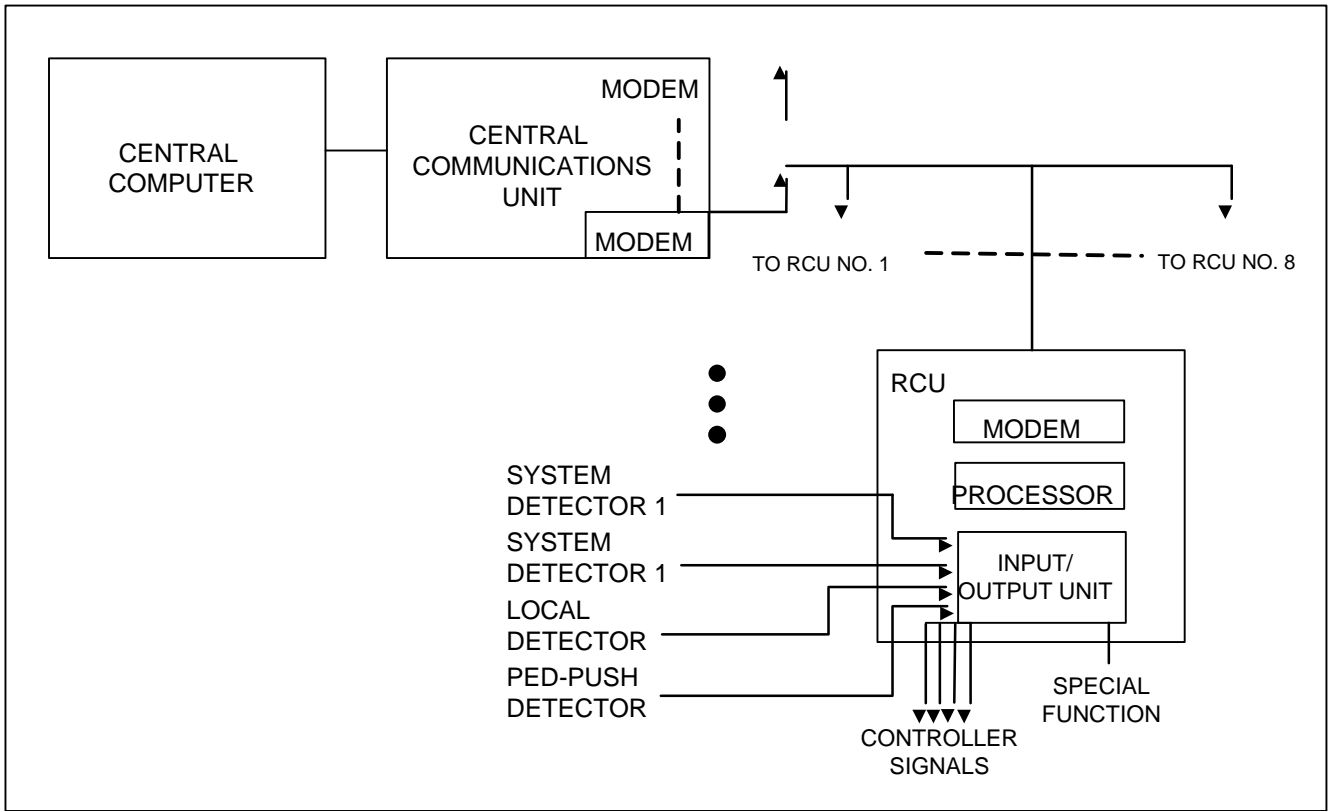 CENTRAL
COMPUTER
MODEM
CENTRAL
COMMUNICATIONS
UNIT
MODEM
TO RCU NO. 1
TO RCU NO. 8
RCU
MODEM
PROCESSOR
INPUT/
OUTPUT UNIT
SYSTEM
DETECTOR 1
SYSTEM
DETECTOR 1
LOCAL
DETECTOR
PED-PUSH
DETECTOR
CONTROLLER
SIGNALS
SPECIAL
FUNCTION